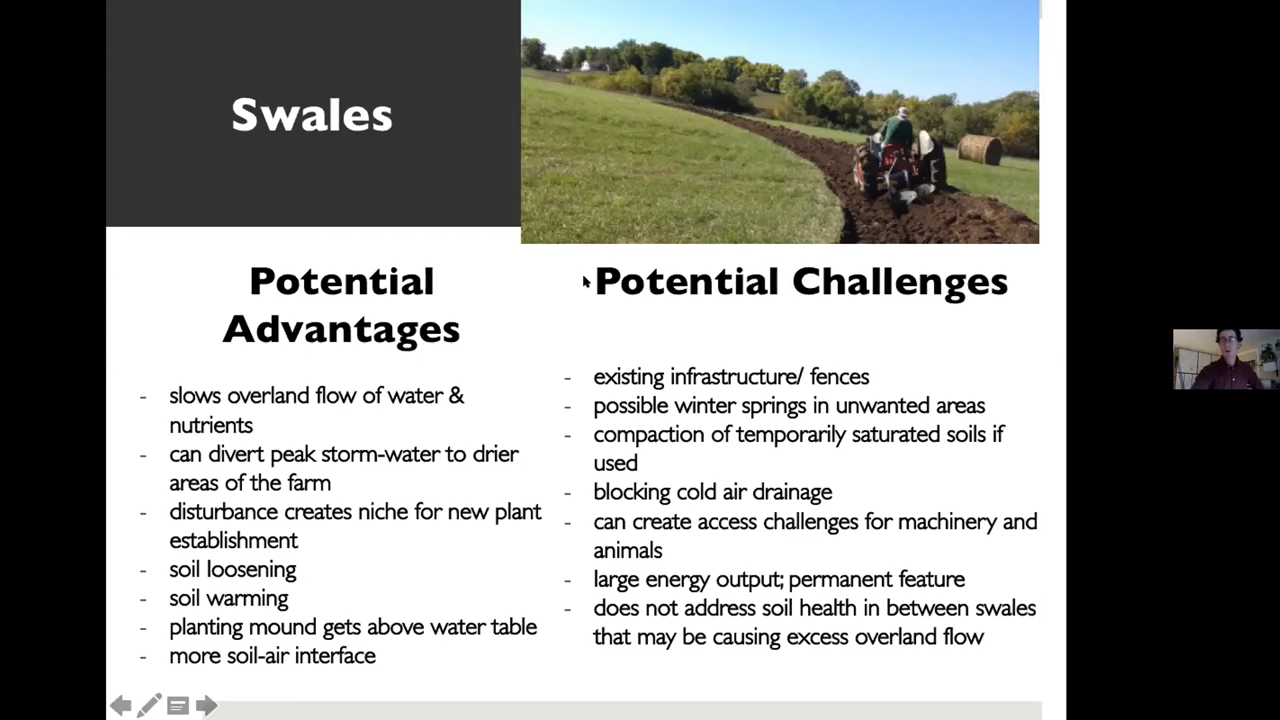 Swales
Potential
Advantages
- slows overland flow of water &
nutrients
- can divert peak storm-water to drier
areas of the farm
- disturbance creates niche for new plant
establishment
- soil loosening
- soil warming
- planting mound gets above water table
- more soil-air interface
Potential Challenges
- existing infrastructure/ fences
- possible winter springs in unwanted areas
- compaction of temporarily saturated soils if
used
- blocking cold air drainage
- can create access challenges for machinery and
animals
- large energy output; permanent feature
- does not address soil health in between swales
that may be causing excess overland flow